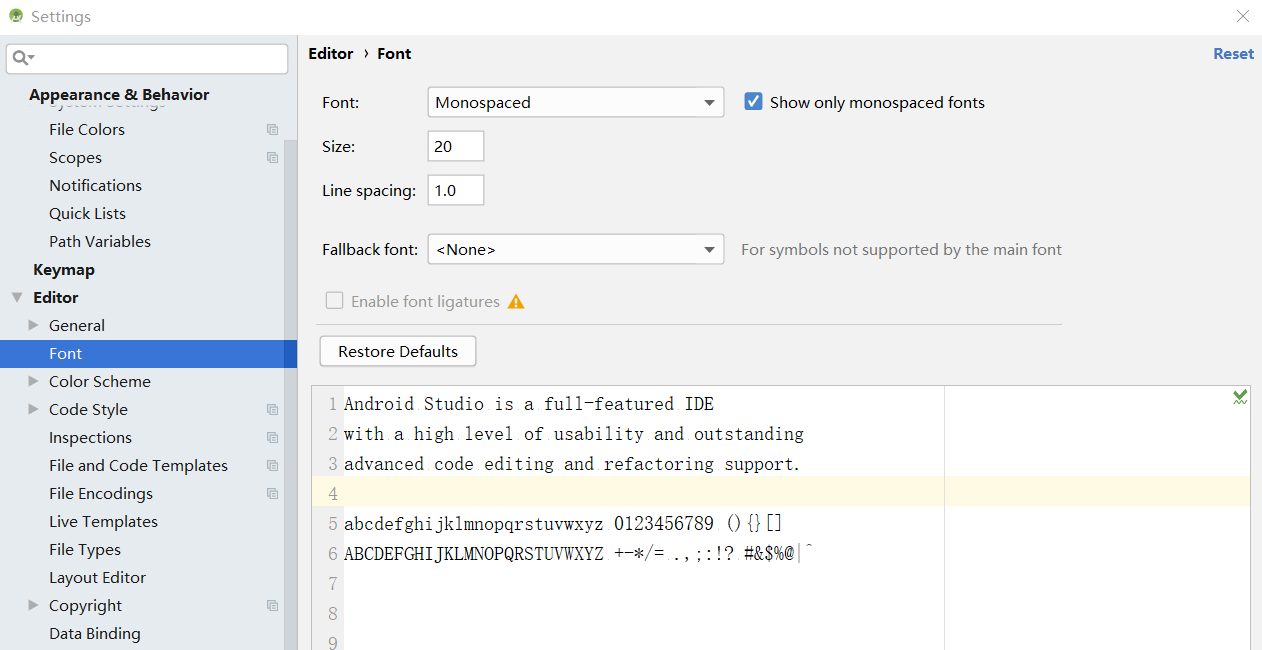 Settings
Appearance & Behavior
System Settings
File Colors
Scopes
Notifications
Quick Lists
Path Variables
Keymap
Editor
General
Font
Color Scheme
Code Style
Inspections
File and Code Templates
File Encodings
Live Templates
File Types
Layout Editor
Copyright
Data Binding
Editor › Font
Reset
Font: Monospaced Show only monospaced fonts
Size: 20
Line spacing: 1.0
Fallback font: <None> For symbols not supported by the main font
Enable font ligatures
Restore Defaults
1 Android Studio is a full-featured IDE
2 with a high level of usability and outstanding
3 advanced code editing and refactoring support.
4
5 abcdefghijklmnopqrstuvwxyz 0123456789 (){}[]
6 ABCDEFGHIJKLMNOPQRSTUVWXYZ +-*/= .,;:!? #&$%@|^
7
8
9